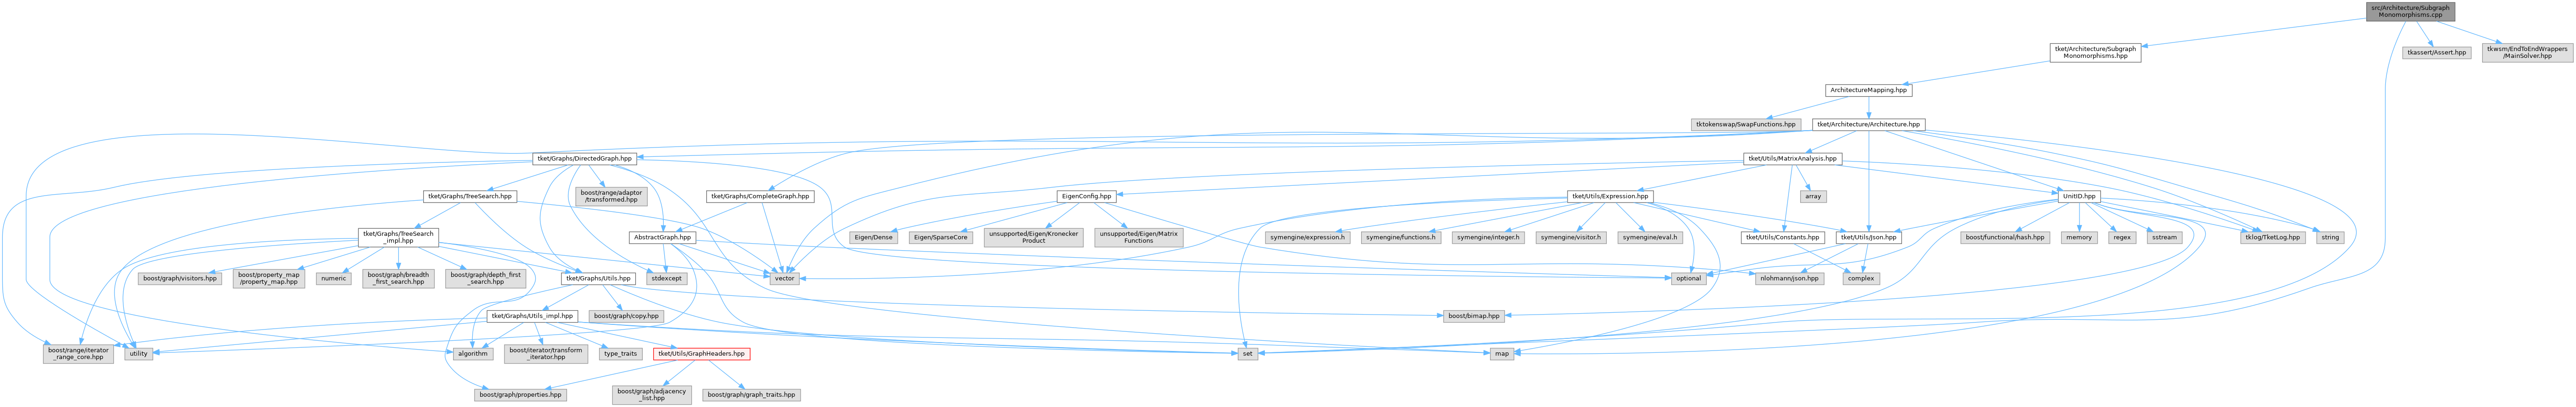 src/Architecture/Subgraph
Monomorphisms.cpp
tket/Architecture/Subgraph
Monomorphisms.hpp
tkassert/Assert.hpp
tkwsm/EndToEndWrappers
/MainSolver.hpp
ArchitectureMapping.hpp
tktokenswap/SwapFunctions.hpp
tket/Architecture/Architecture.hpp
tket/Graphs/DirectedGraph.hpp
tket/Utils/MatrixAnalysis.hpp
tket/Graphs/TreeSearch.hpp
boost/range/adaptor
/transformed.hpp
tket/Graphs/CompleteGraph.hpp
EigenConfig.hpp
tket/Utils/Expression.hpp
array
UnitID.hpp
tket/Graphs/TreeSearch
_impl.hpp
AbstractGraph.hpp
Eigen/Dense
Eigen/SparseCore
unsupported/Eigen/Kronecker
Product
unsupported/Eigen/Matrix
Functions
symengine/expression.h
symengine/functions.h
symengine/integer.h
symengine/visitor.h
symengine/eval.h
tket/Utils/Constants.hpp
tket/Utils/Json.hpp
boost/functional/hash.hpp
memory
regex
sstream
tklog/TketLog.hpp
string
boost/graph/visitors.hpp
boost/property_map
/property_map.hpp
numeric
boost/graph/breadth
_first_search.hpp
boost/graph/depth_first
_search.hpp
tket/Graphs/Utils.hpp
stdexcept
vector
optional
nlohmann/json.hpp
complex
tket/Graphs/Utils_impl.hpp
boost/graph/copy.hpp
boost/bimap.hpp
boost/range/iterator
_range_core.hpp
utility
algorithm
boost/iterator/transform
_iterator.hpp
type_traits
tket/Utils/GraphHeaders.hpp
set
map
boost/graph/properties.hpp
boost/graph/adjacency
_list.hpp
boost/graph/graph_traits.hpp